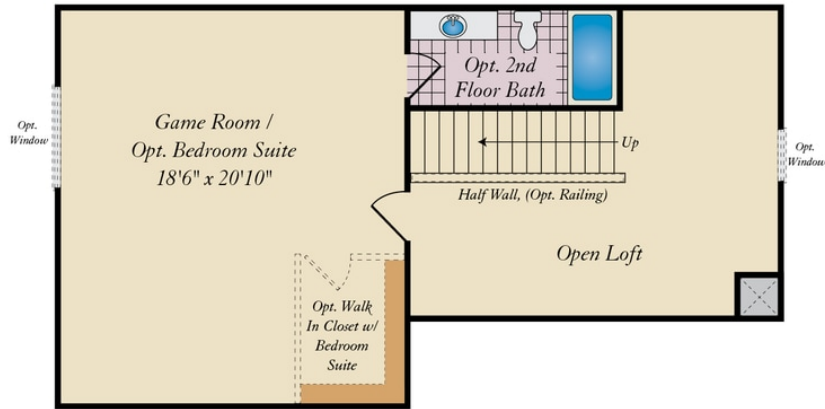 Opt. 2nd
Floor Bath
Opt.
Window
Game Room /
Opt. Bedroom Suite
18'6" x 20'10"
Up
Opt.
Window
Half Wall, (Opt. Railing)
Open Loft
Opt. Walk
In Closet w/
Bedroom
Suite